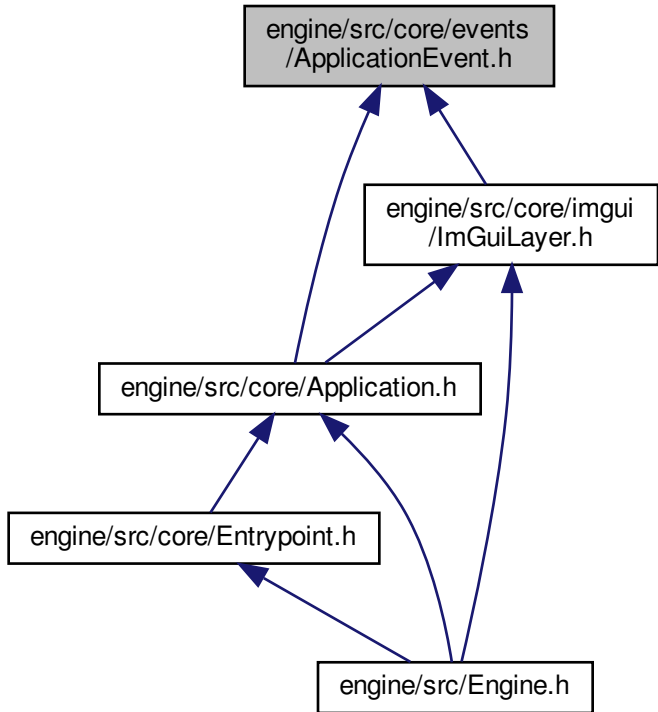 engine/src/core/events
/ApplicationEvent.h
engine/src/core/imgui
/ImGuiLayer.h
engine/src/core/Application.h
engine/src/core/Entrypoint.h
engine/src/Engine.h